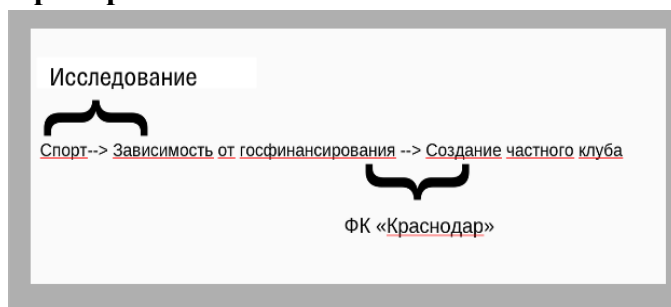 Исследование
Спорт--> Зависимость от госфинансирования --> Создание частного клуба
ФК «Краснодар»